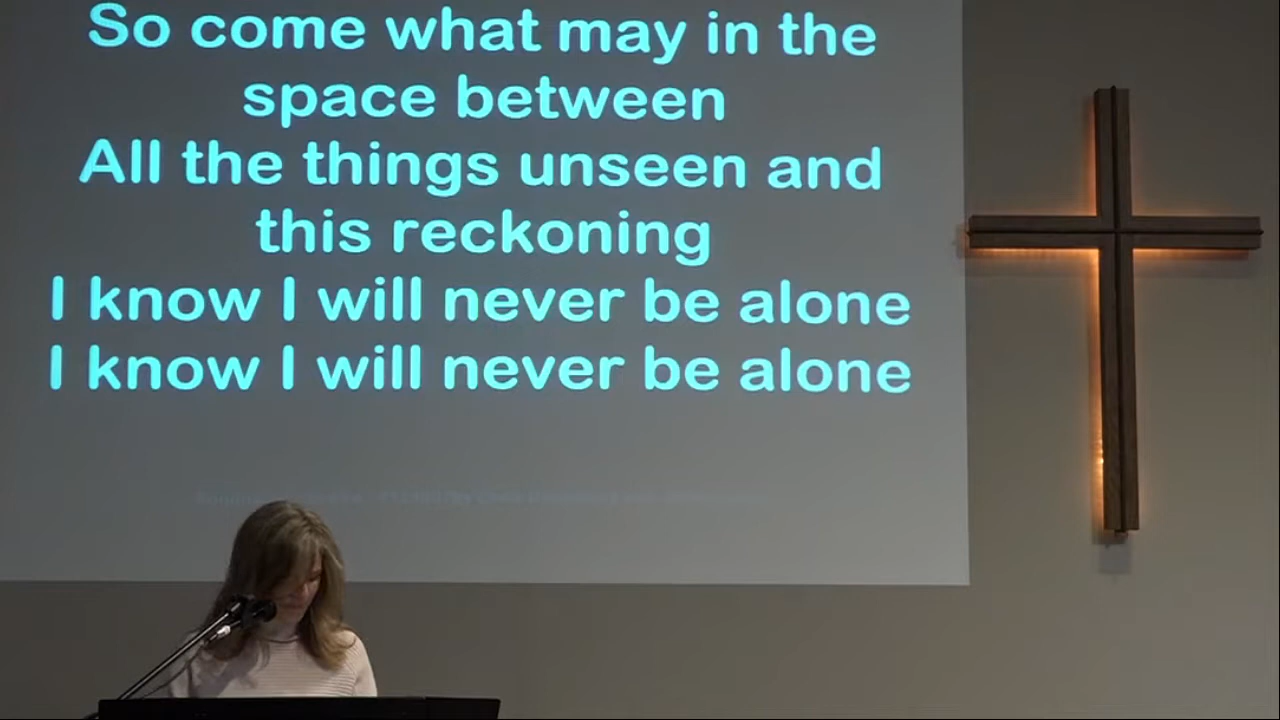 So come what may in the
space between
All the things unseen and
this reckoning
I know I will never be alone
I know I will never be alone